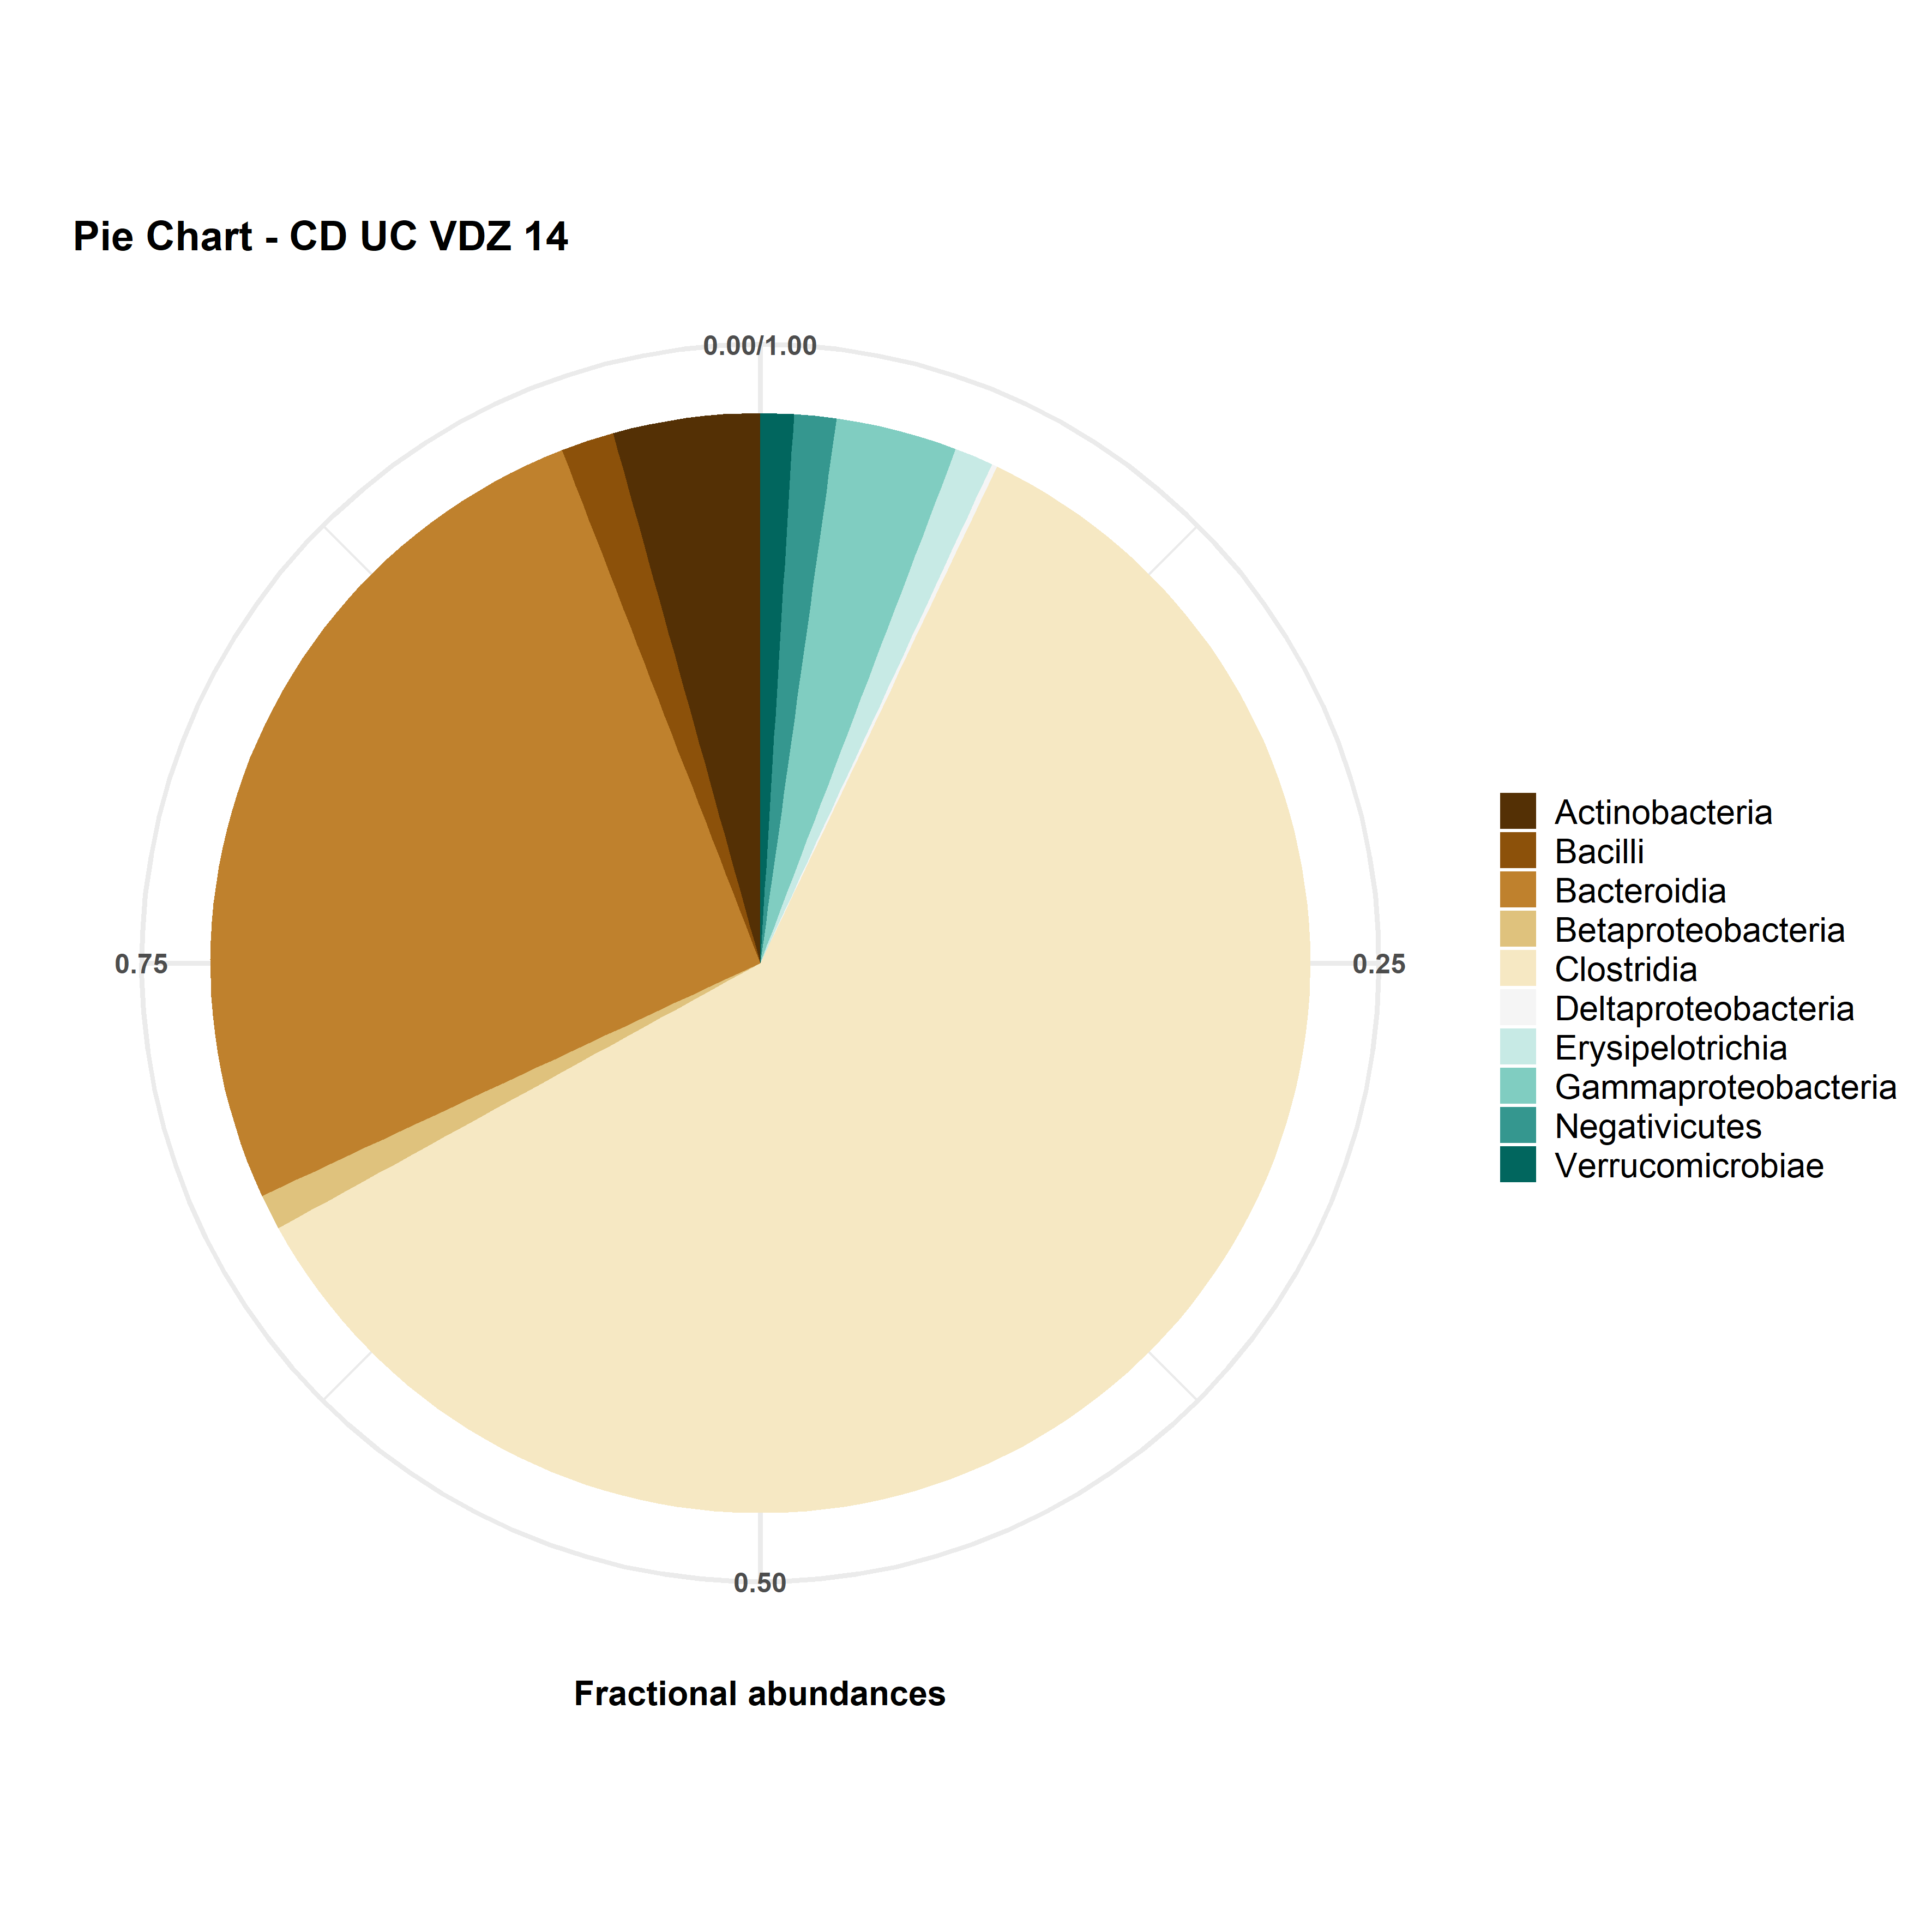 Pie Chart - CD UC VDZ 14
0.00/1.00
0.75
0.25
0.50
Fractional abundances
Actinobacteria
Bacilli
Bacteroidia
Betaproteobacteria
Clostridia
Deltaproteobacteria
Erysipelotrichia
Gammaproteobacteria
Negativicutes
Verrucomicrobiae